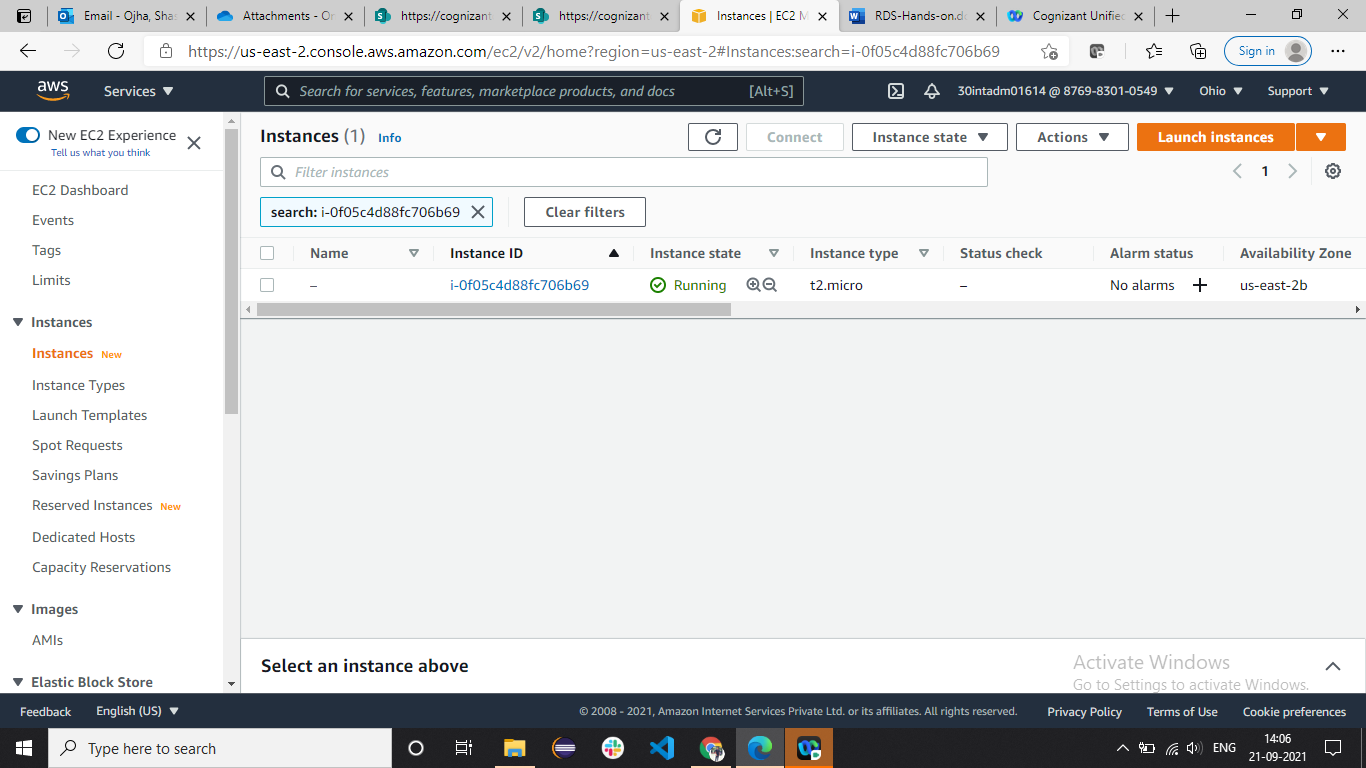 Email - Ojha, Sha
Attachments - Or
https://cognizant
https://cognizant
Instances | EC2 M
RDS-Hands-on.d
Cognizant Unified
https://us-east-2.console.aws.amazon.com/ec2/v2/home?region=us-east-2#Instances:search=i-0f05c4d88fc706b69
Sign in
aws
Services
Search for services, features, marketplace products, and docs
[Alt+S]
30intadm01614 @ 8769-8301-0549
Ohio
Support
New EC2 Experience
Tell us what you think
EC2 Dashboard
Events
Tags
Limits
Instances
Instances New
Instance Types
Launch Templates
Spot Requests
Savings Plans
Reserved Instances New
Dedicated Hosts
Capacity Reservations
Images
AMIs
Elastic Block Store
Instances (1) Info
Connect
Instance state
Actions
Launch instances
Filter instances
1
search: i-0f05c4d88fc706b69
Clear filters
Name Instance ID Instance state Instance type Status check Alarm status Availability Zone
– i-0f05c4d88fc706b69 Running t2.micro – No alarms us-east-2b
Select an instance above
Activate Windows
Go to Settings to activate Windows.
Feedback English (US)
© 2008 - 2021, Amazon Internet Services Private Ltd. or its affiliates. All rights reserved.
Privacy Policy Terms of Use Cookie preferences
Type here to search
ENG
14:06
21-09-2021